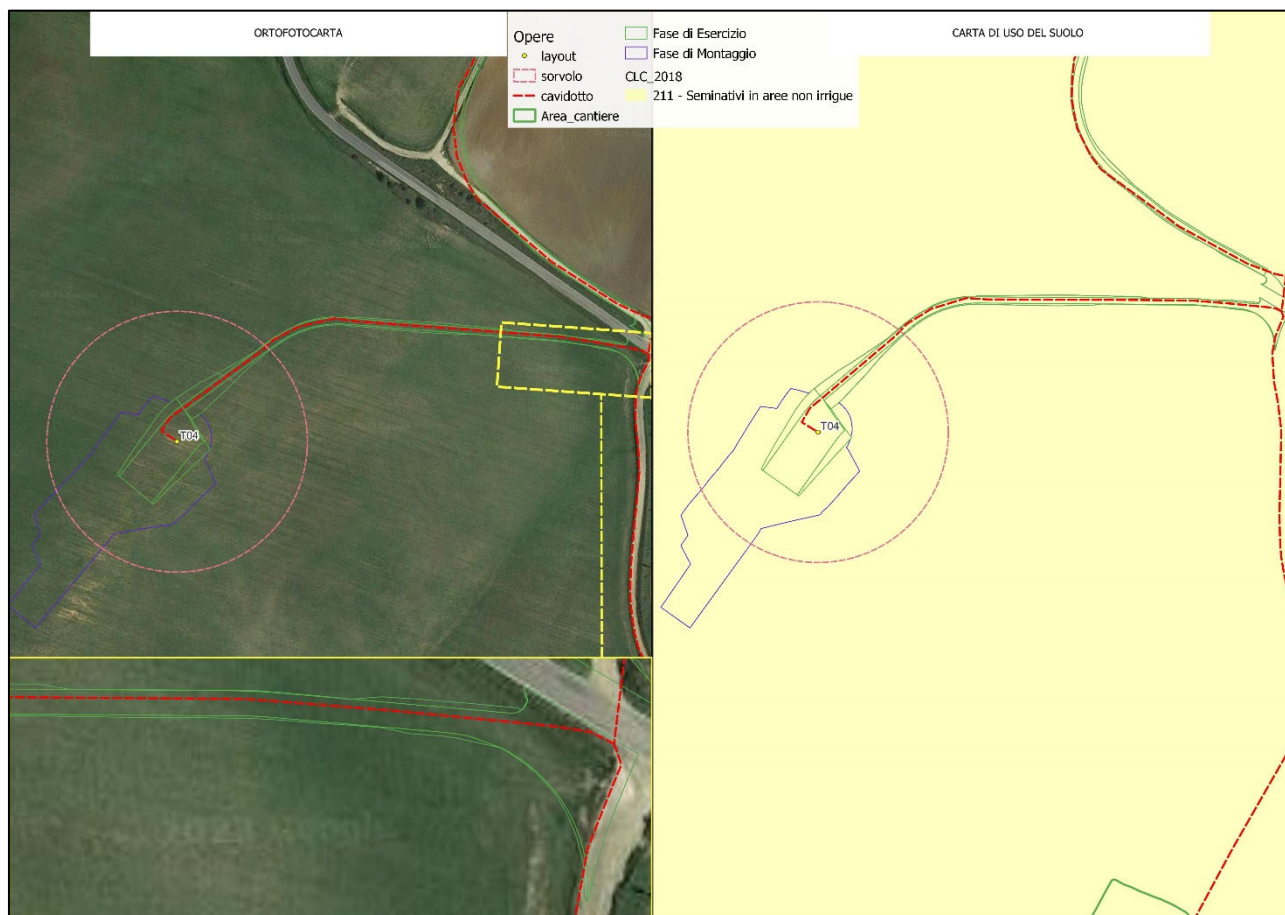 ORTOFOTOCARTA
Opere
layout
sorvolo
cavidotto
Area_cantiere
Fase di Esercizio
Fase di Montaggio
CLC_2018
211 - Seminativi in aree non irrigue
CARTA DI USO DEL SUOLO
T04
T04